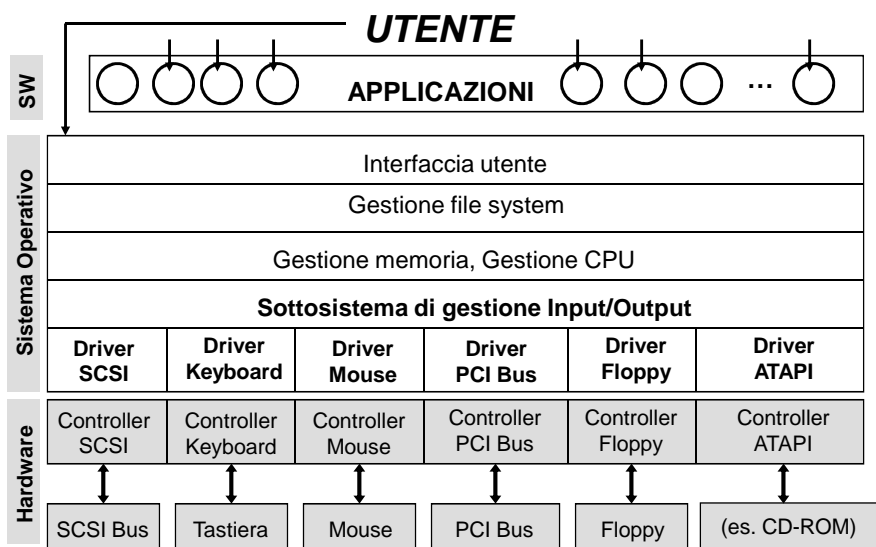 UTENTE
SW
APPLICAZIONI
...
Sistema Operativo
Interfaccia utente
Gestione file system
Gestione memoria, Gestione CPU
Sottosistema di gestione Input/Output
Driver
SCSI
Driver
Keyboard
Driver
Mouse
Driver
PCI Bus
Driver
Floppy
Driver
ATAPI
Hardware
Controller
SCSI
Controller
Keyboard
Controller
Mouse
Controller
PCI Bus
Controller
Floppy
Controller
ATAPI
SCSI Bus
Tastiera
Mouse
PCI Bus
Floppy
(es. CD-ROM)